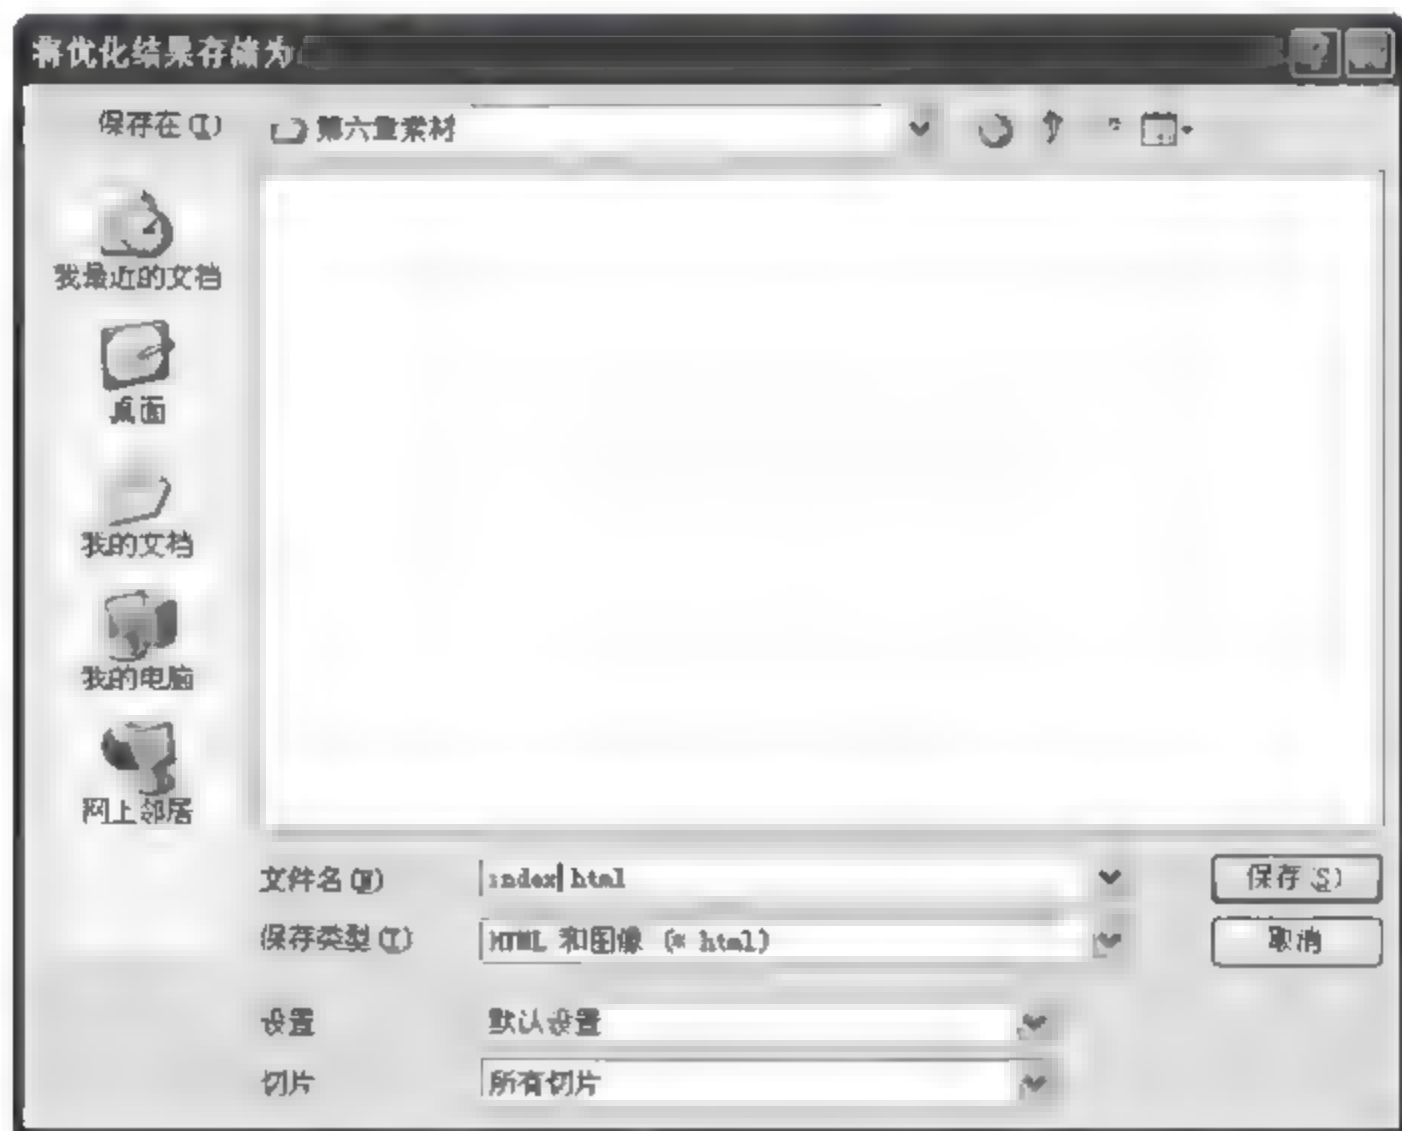 将优化结果存储为
保存在(I) 第六章素材
我最近的文档
桌面
我的文档
我的电脑
网上邻居
文件名(N) index html 保存(S)
保存类型(T) HTML 和图像 (* html) 取消
设置 默认设置
切片 所有切片